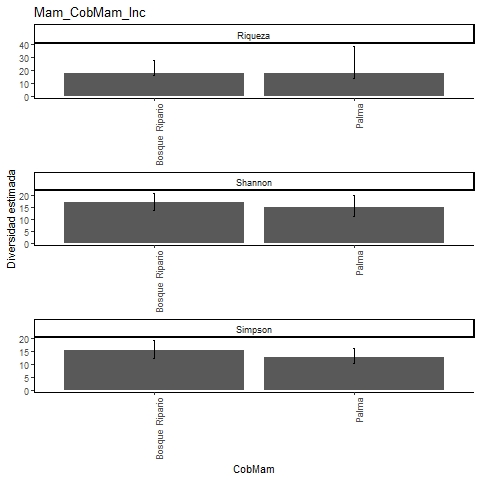 Mam_CobMam_Inc
Riqueza
40
30
20
10
0
Bosque Ripario
Palma
Diversidad estimada
Shannon
20
15
10
5
0
Bosque Ripario
Palma
Simpson
20
15
10
5
0
Bosque Ripario
Palma
CobMam